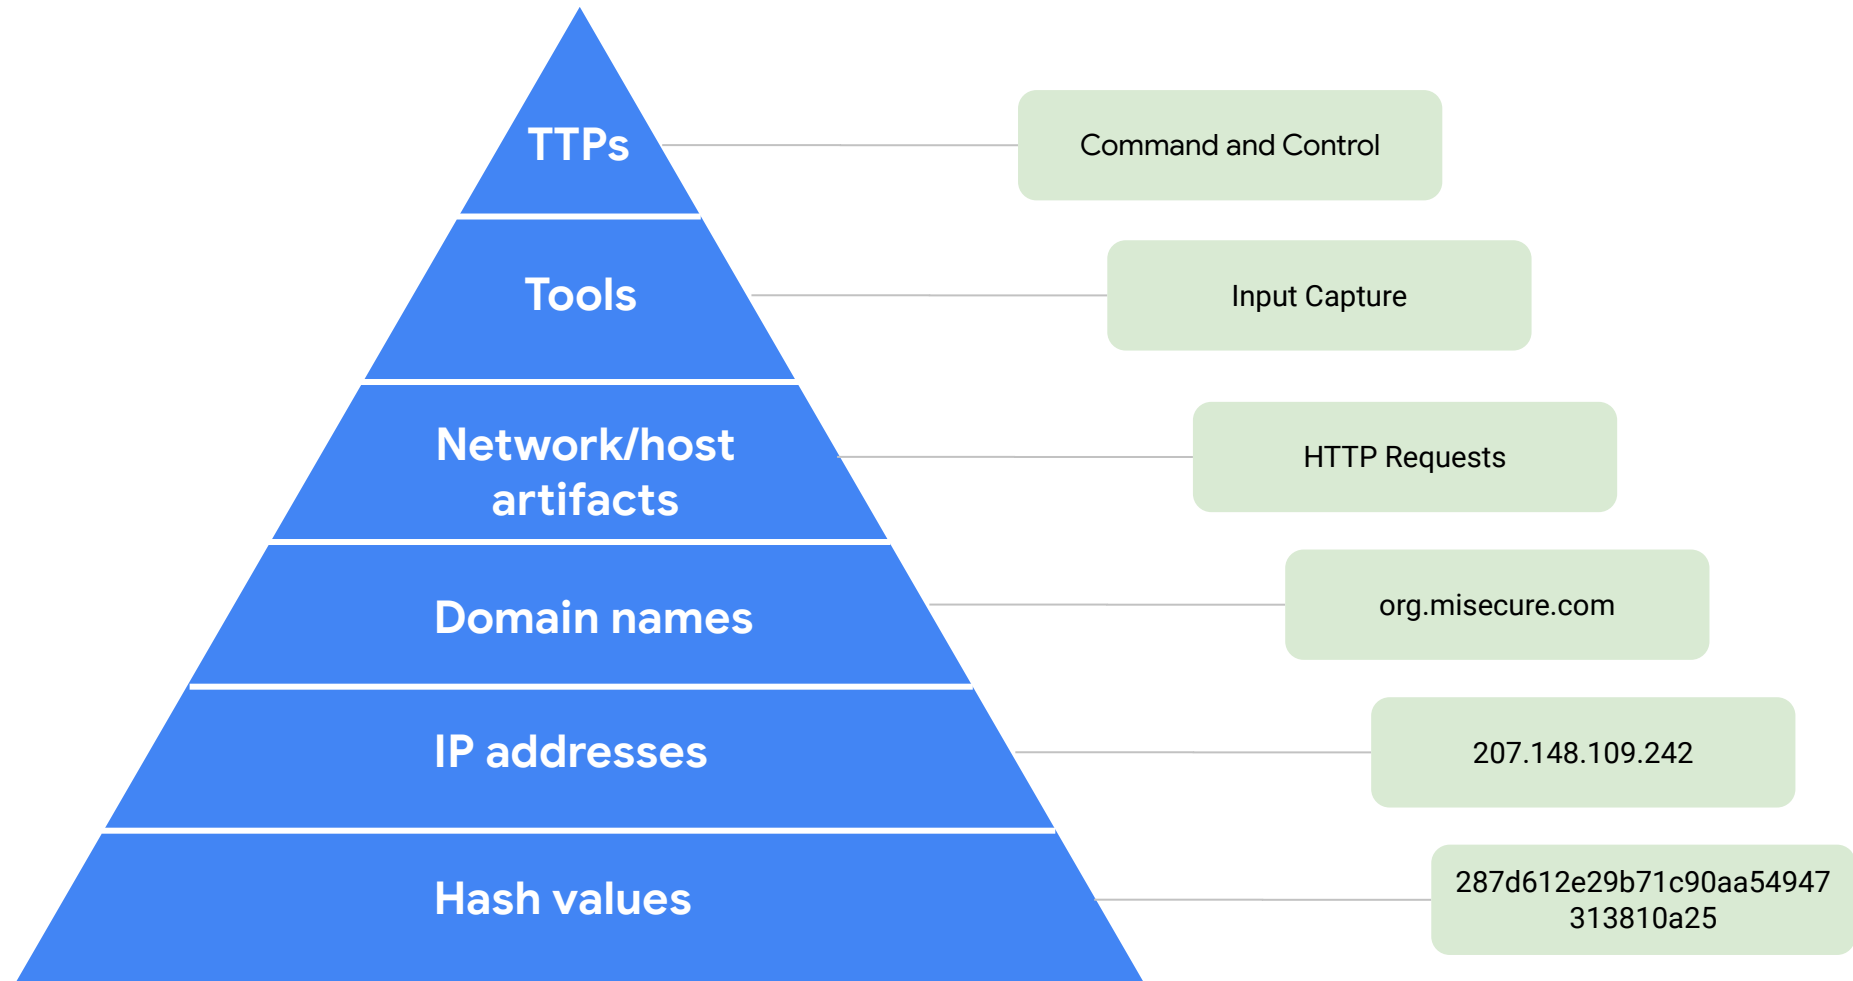 TTPs
Command and Control
Tools
Input Capture
Network/host
artifacts
HTTP Requests
Domain names
org.misecure.com
IP addresses
207.148.109.242
Hash values
287d612e29b71c90aa54947
313810a25